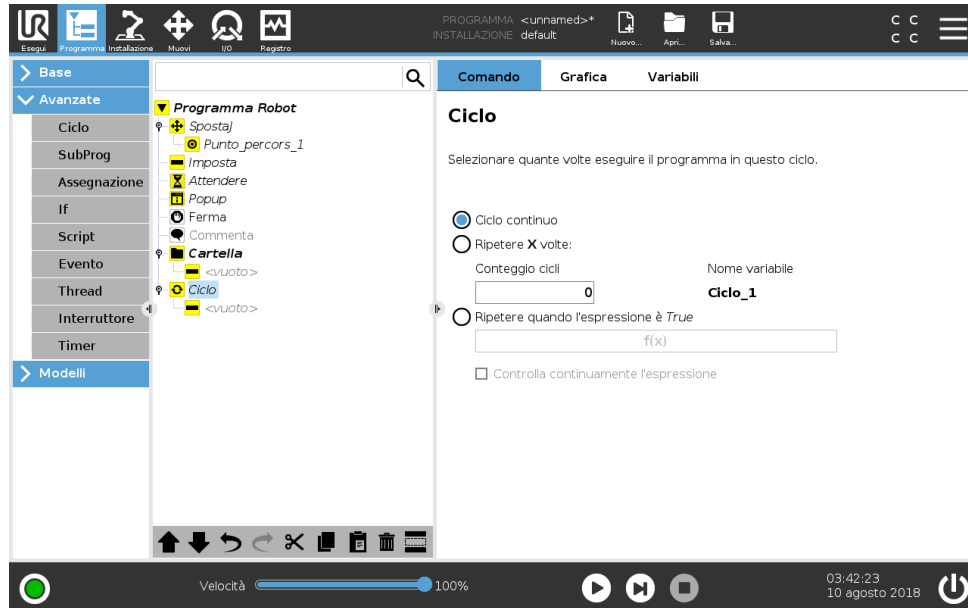 PROGRAMMA <unnamed>*
INSTALLAZIONE default
UR
Esegui
Programma
Installazione
Muovi
I/O
Registro
Nuovo...
Apri...
Salva...
C C
C C
Base
Avanzate
Ciclo
SubProg
Assegnazione
If
Script
Evento
Thread
Interruttore
Timer
Modelli
Programma Robot
SpostaJ
Punto_percors_1
Imposta
Attendere
Popup
Ferma
Commenta
Cartella
<vuoto>
Ciclo
<vuoto>
Comando
Grafica
Variabili
Ciclo
Selezionare quante volte eseguire il programma in questo ciclo.
Ciclo continuo
Ripetere X volte:
Conteggio cicli
Nome variabile
0
Ciclo_1
Ripetere quando l'espressione è True
f(x)
Controlla continuamente l'espressione
Velocità
100%
03:42:23
10 agosto 2018